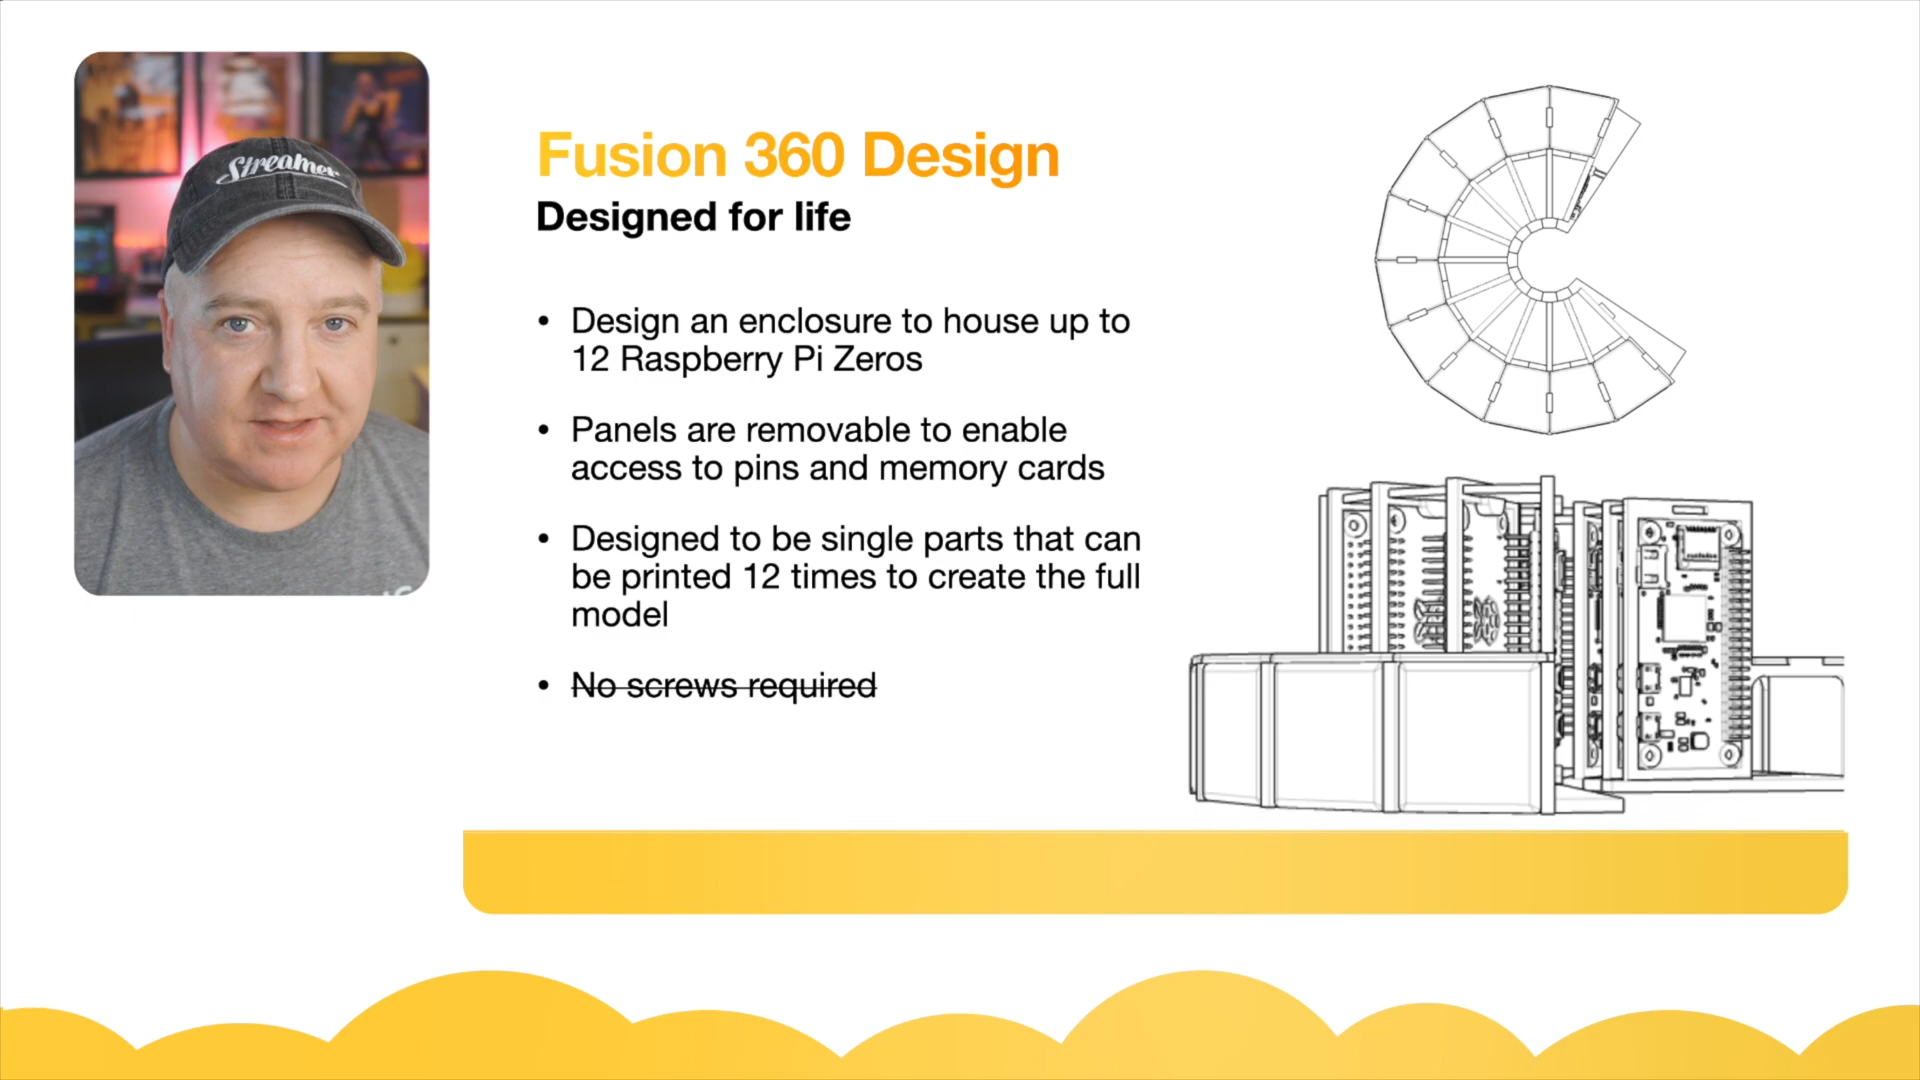 Streamer
Fusion 360 Design
Designed for life
• Design an enclosure to house up to
12 Raspberry Pi Zeros
• Panels are removable to enable
access to pins and memory cards
• Designed to be single parts that can
be printed 12 times to create the full
model
• No screws required